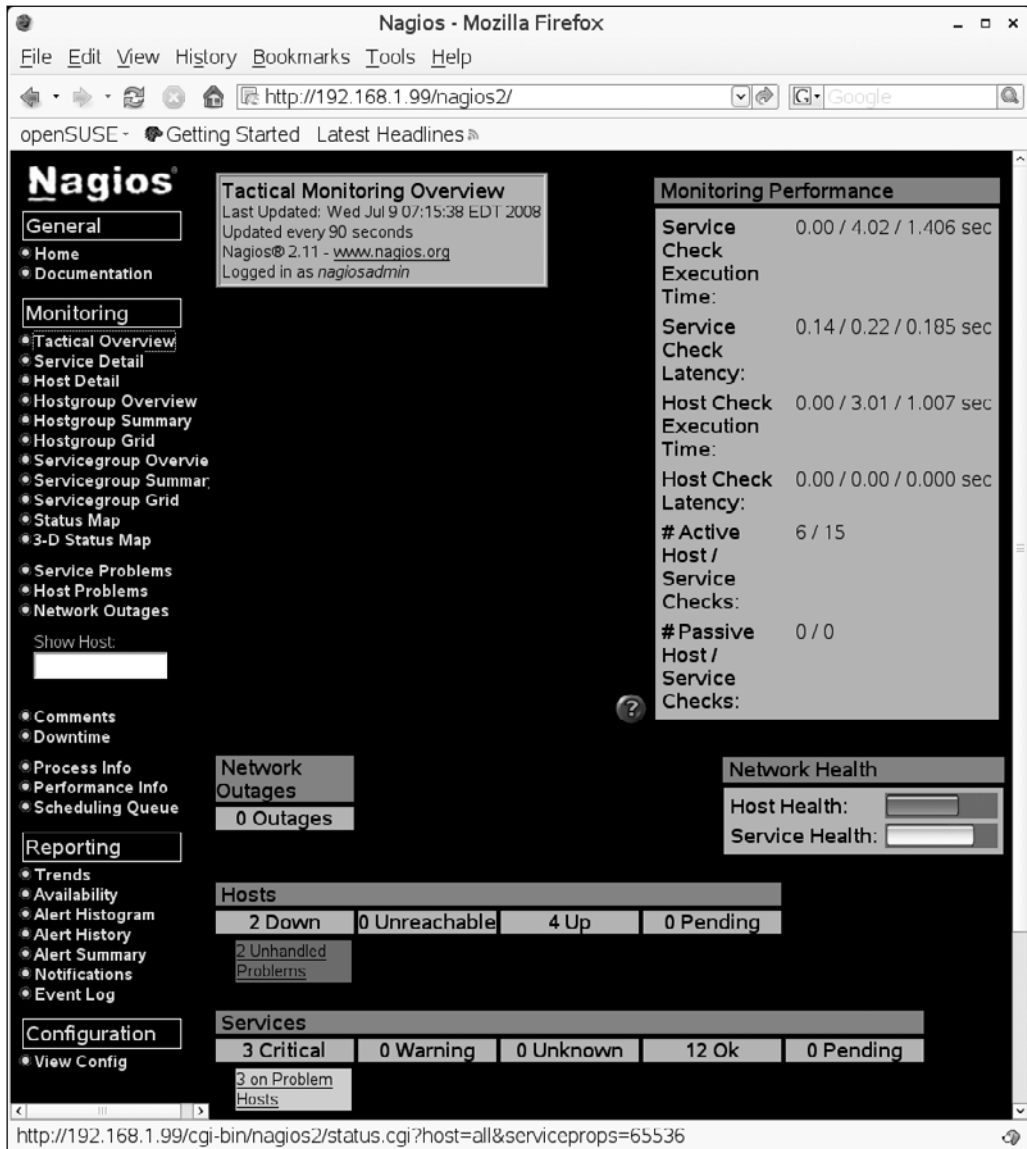 Nagios - Mozilla Firefox
File Edit View History Bookmarks Tools Help
http://192.168.1.99/nagios2/
G
Google
openSUSE Getting Started Latest Headlines
Nagios®
General
Home
Documentation
Monitoring
Tactical Overview
Service Detail
Host Detail
Hostgroup Overview
Hostgroup Summary
Hostgroup Grid
Servicegroup Overvie
Servicegroup Summar
Servicegroup Grid
Status Map
3-D Status Map
Service Problems
Host Problems
Network Outages
Show Host:
Comments
Downtime
Process Info
Performance Info
Scheduling Queue
Reporting
Trends
Availability
Alert Histogram
Alert History
Alert Summary
Notifications
Event Log
Configuration
View Config
Tactical Monitoring Overview
Last Updated: Wed Jul 9 07:15:38 EDT 2008
Updated every 90 seconds
Nagios® 2.11 - www.nagios.org
Logged in as nagiosadmin
Monitoring Performance
Service 0.00 / 4.02 / 1.406 sec
Check
Execution
Time:
Service 0.14 / 0.22 / 0.185 sec
Check
Latency:
Host Check 0.00 / 3.01 / 1.007 sec
Execution
Time:
Host Check 0.00 / 0.00 / 0.000 sec
Latency:
# Active 6 / 15
Host /
Service
Checks:
# Passive 0 / 0
Host /
Service
Checks:
?
Network
Outages
0 Outages
Network Health
Host Health:
Service Health:
Hosts
2 Down 0 Unreachable 4 Up 0 Pending
2 Unhandled
Problems
Services
3 Critical 0 Warning 0 Unknown 12 Ok 0 Pending
3 on Problem
Hosts
http://192.168.1.99/cgi-bin/nagios2/status.cgi?host=all&serviceprops=65536